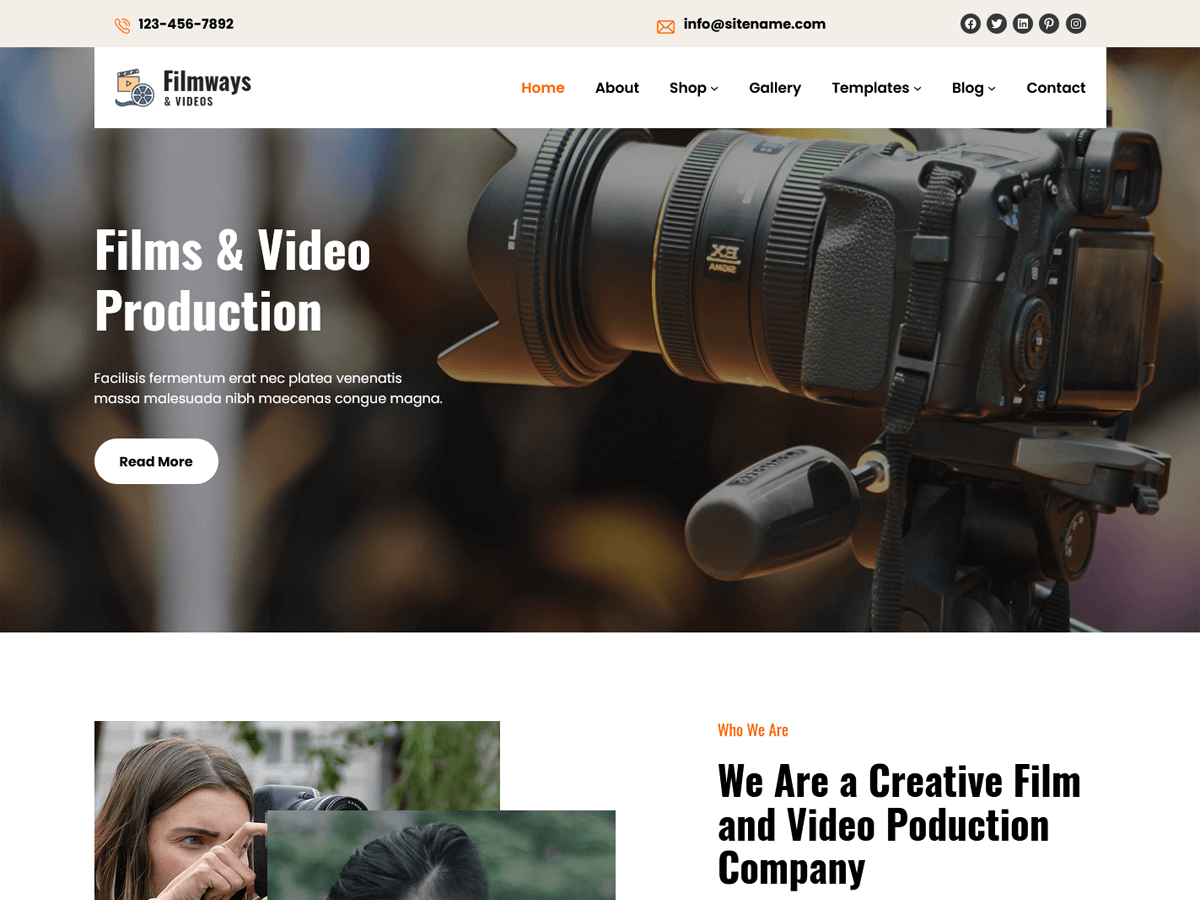 123-456-7892
info@sitename.com
Filmways
& VIDEOS
Home About Shop Gallery Templates Blog Contact
EX
SIGMA
Films & Video
Production
Facilisis fermentum erat nec platea venenatis
massa malesuada nibh maecenas congue magna.
Read More
Manfrotto
Who We Are
We Are a Creative Film
and Video Poduction
Company